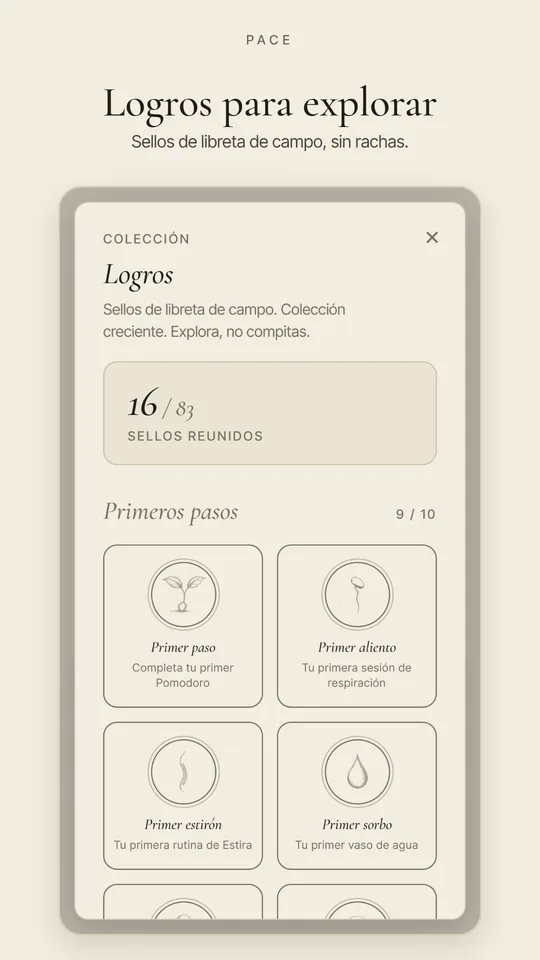 PACE
Logros para explorar
Sellos de libreta de campo, sin rachas.
COLECCIÓN
✕
Logros
Sellos de libreta de campo. Colección
creciente. Explora, no compitas.
16 / 83
SELLOS REUNIDOS
Primeros pasos
9 / 10
Primer paso
Completa tu primer
Pomodoro
Primer aliento
Tu primera sesión de
respiración
Primer estirón
Tu primera rutina de Estira
Primer sorbo
Tu primer vaso de agua